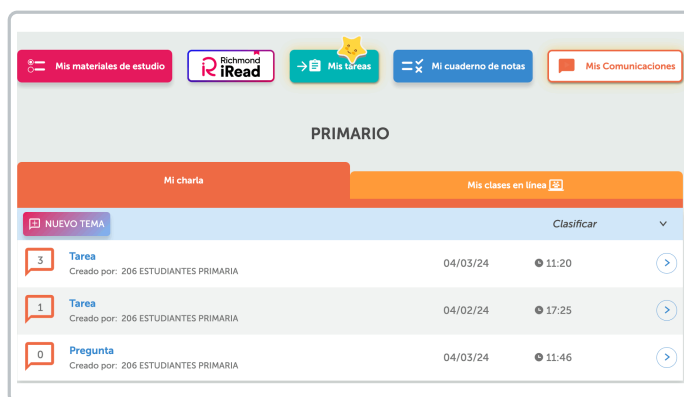 Mis materiales de estudio
Richmond
iRead
Mis tareas
Mi cuaderno de notas
Mis Comunicaciones
PRIMARIO
Mi charla
Mis clases en línea
NUEVO TEMA
Clasificar
3
Tarea
Creado por: 206 ESTUDIANTES PRIMARIA
04/03/24
11:20
1
Tarea
Creado por: 206 ESTUDIANTES PRIMARIA
04/02/24
17:25
0
Pregunta
Creado por: 206 ESTUDIANTES PRIMARIA
04/03/24
11:46